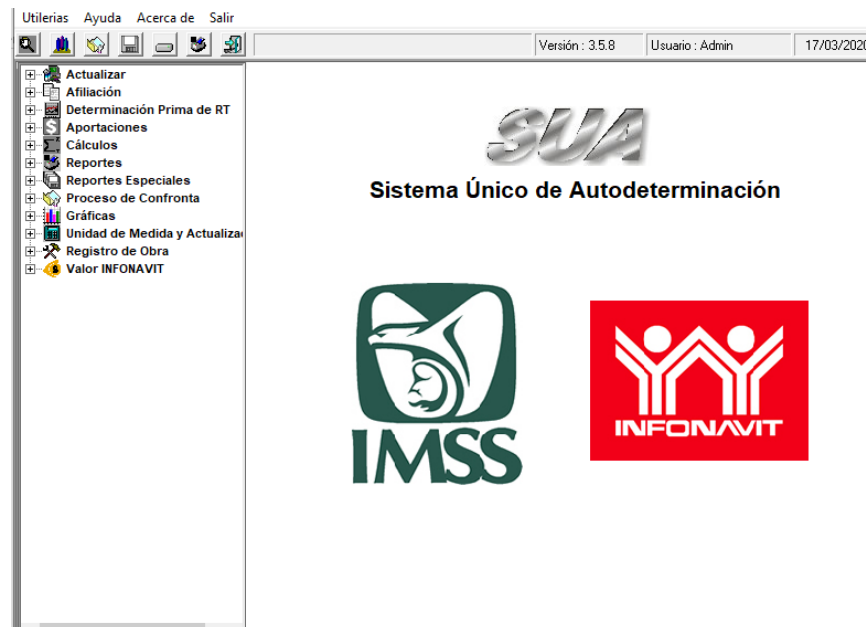 Utilerias Ayuda Acerca de Salir
Versión : 3.5.8 Usuario : Admin 17/03/2020
Actualizar
Afiliación
Determinación Prima de RT
Aportaciones
Cálculos
Reportes
Reportes Especiales
Proceso de Confronta
Gráficas
Unidad de Medida y Actualiza
Registro de Obra
Valor INFONAVIT
SUA
Sistema Único de Autodeterminación
IMSS
INFONAVIT